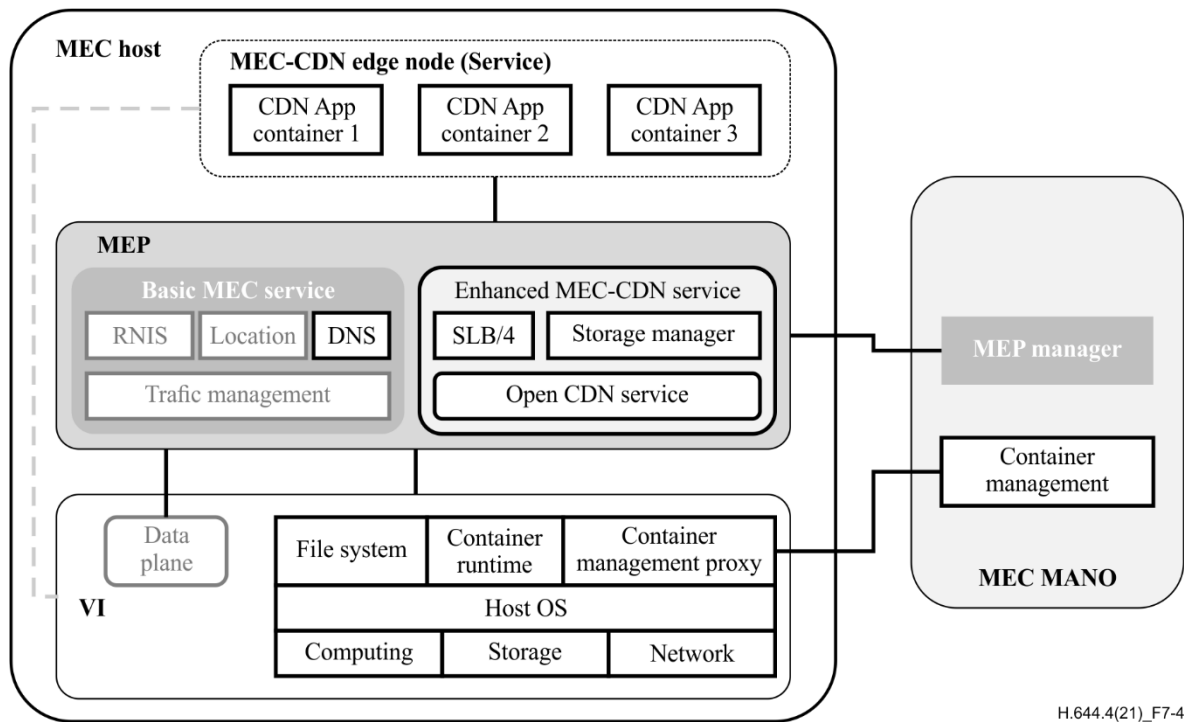 MEC host
MEC-CDN edge node (Service)
CDN App
container 1
CDN App
container 2
CDN App
container 3
MEP
Basic MEC service
RNIS
Location
DNS
Trafic management
Enhanced MEC-CDN service
SLB/4
Storage manager
Open CDN service
MEP manager
Container
management
MEC MANO
Data
plane
VI
File system
Container
runtime
Container
management proxy
Host OS
Computing
Storage
Network
H.644.4(21)_F7-4